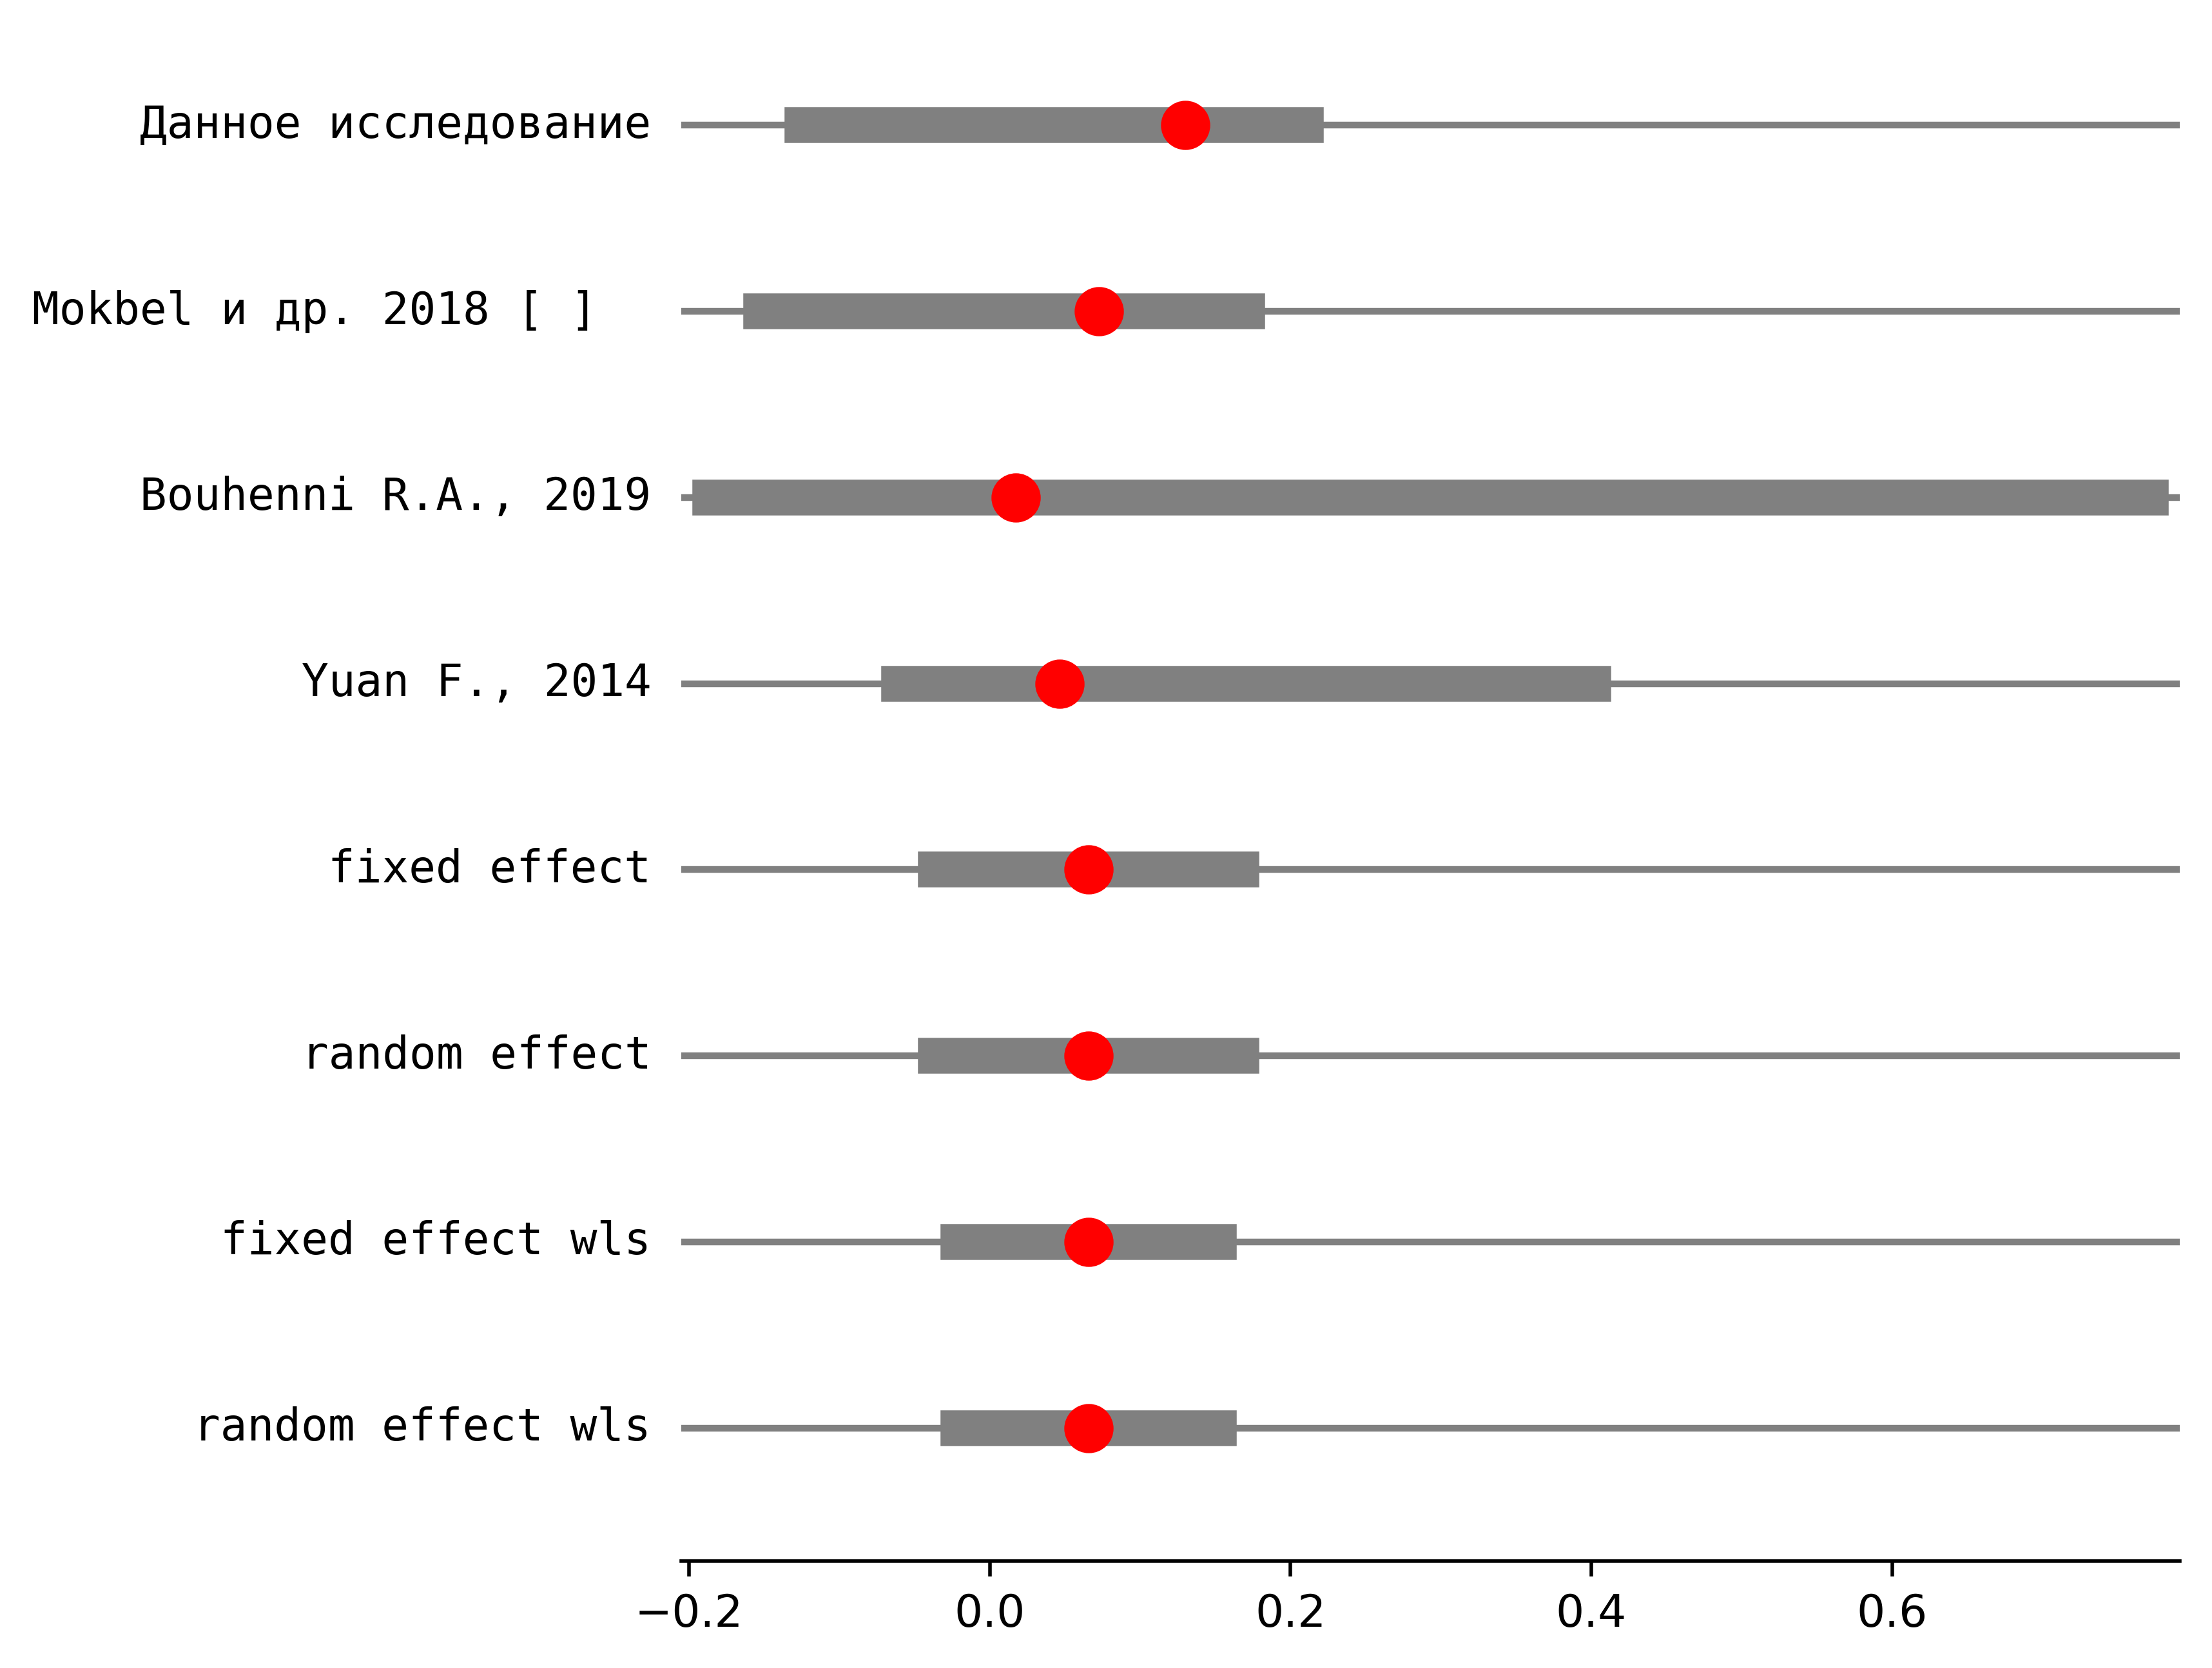 Данное исследование
Mokbel и др. 2018 [ ]
Bouhenni R.A., 2019
Yuan F., 2014
fixed effect
random effect
fixed effect wls
random effect wls
−0.2 0.0 0.2 0.4 0.6